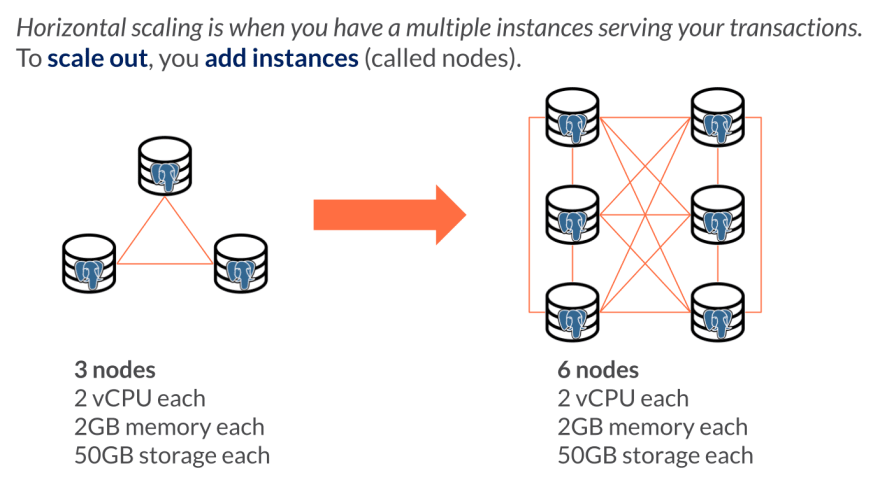 Horizontal scaling is when you have a multiple instances serving your transactions.
To scale out, you add instances (called nodes).
3 nodes
2 vCPU each
2GB memory each
50GB storage each
6 nodes
2 vCPU each
2GB memory each
50GB storage each